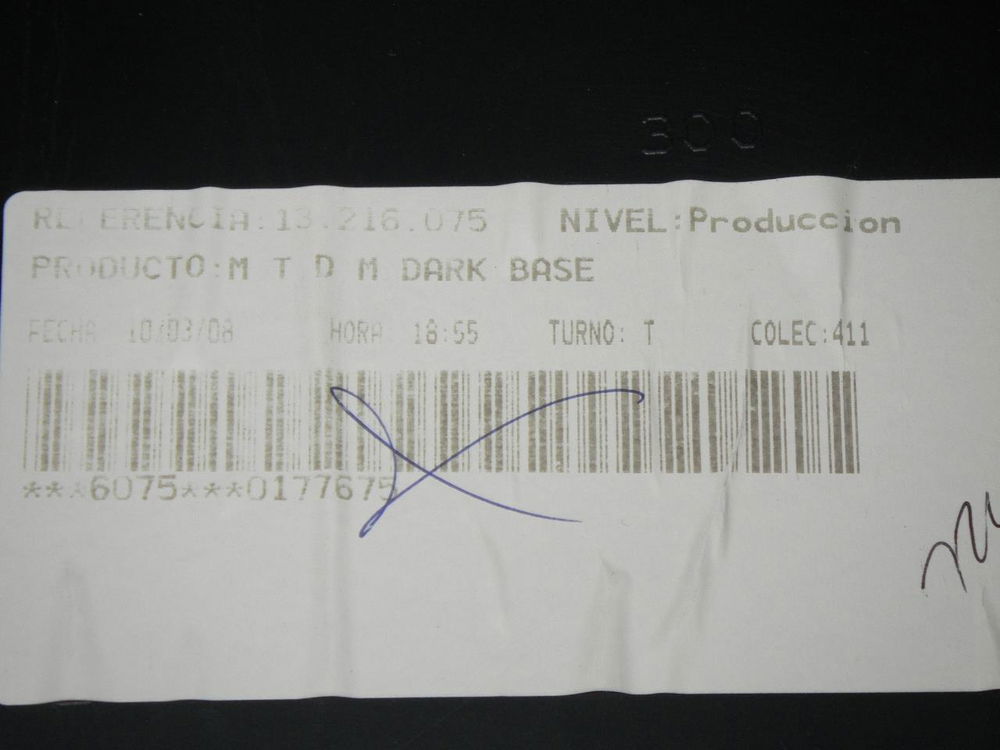 300
REFERENCIA:13.216.075 NIVEL:Produccion
PRODUCTO:M T D M DARK BASE
FECHA 10/03/08 HORA 18:55 TURNO: T COLEC:411
***6075***0177675